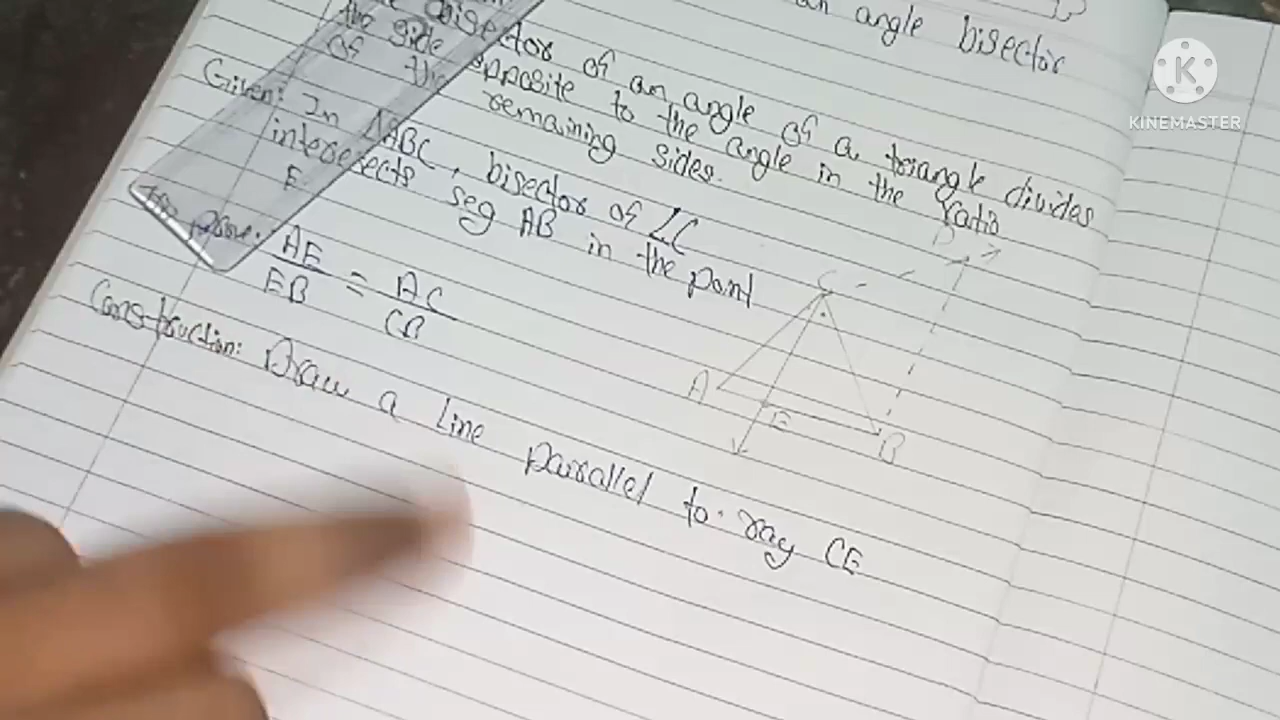 an angle bisector
bisector of an angle of a triangle divides
the side opposite to the angle in the ratio
of the remaining sides.
Given: In ΔABC, bisector of ∠C
intersects seg AB in the point
E.
To prove: AE/EB = AC/CB
Construction: Draw a line parallel to ray CE
C
D
A
E
B
K
KINEMASTER